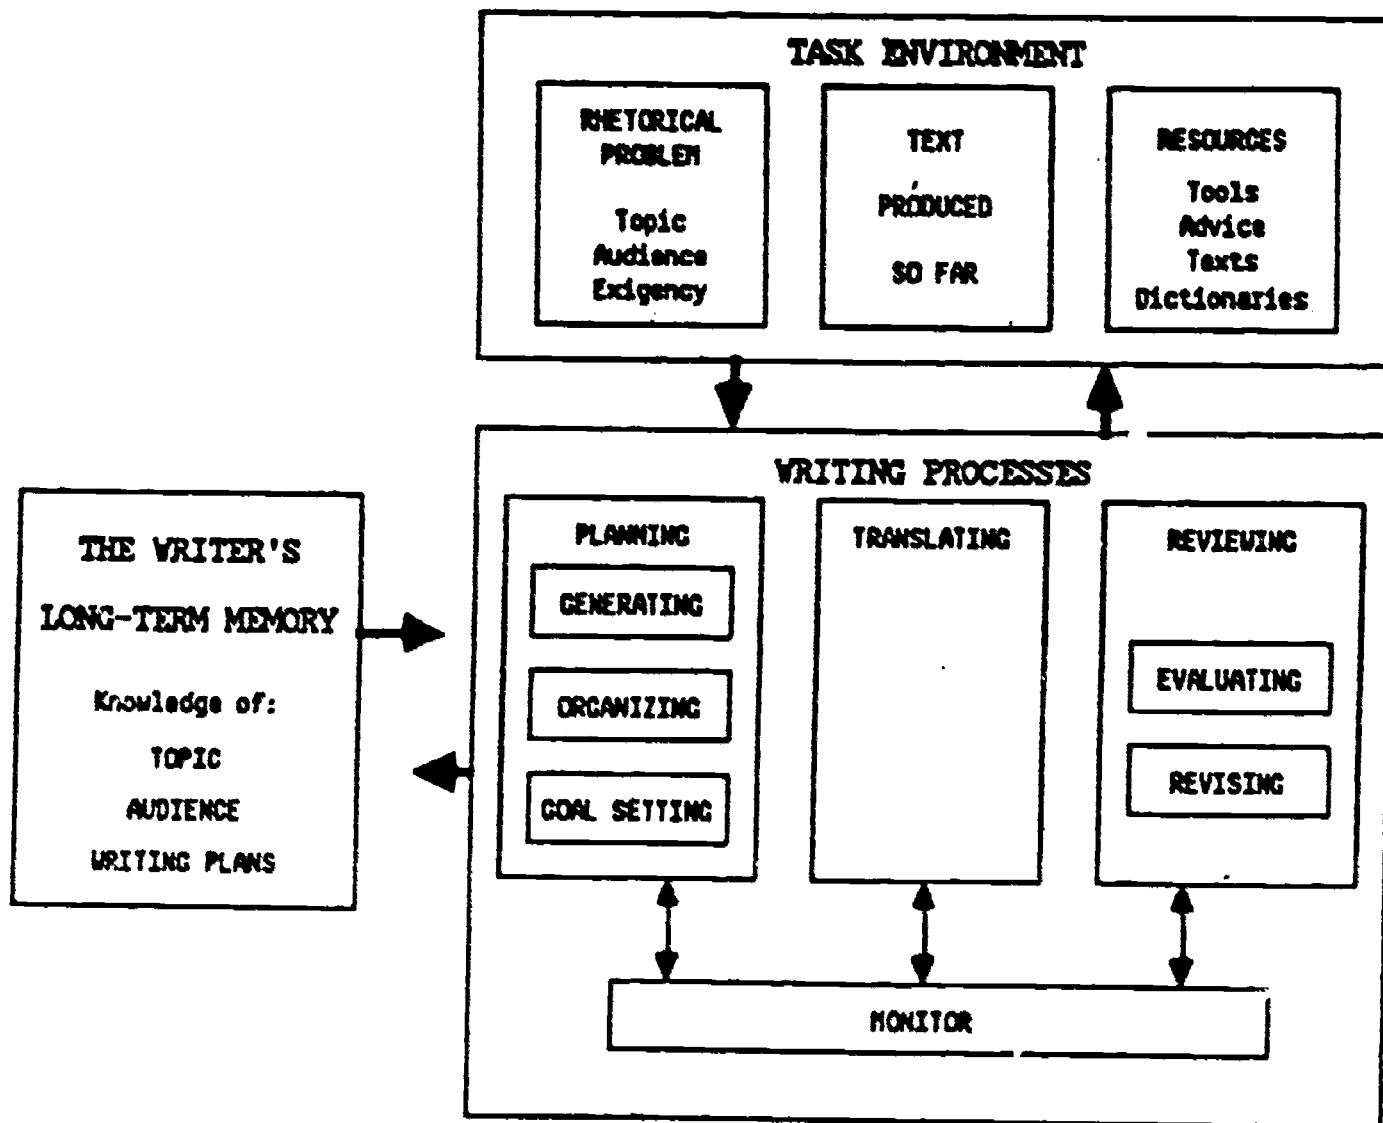 TASK ENVIRONMENT
RHETORICAL
PROBLEM
Topic
Audience
Exigency
TEXT
PRODUCED
SO FAR
RESOURCES
Tools
Advice
Texts
Dictionaries
WRITING PROCESSES
THE WRITER'S
LONG-TERM MEMORY
Knowledge of:
TOPIC
AUDIENCE
WRITING PLANS
PLANNING
GENERATING
ORGANIZING
GOAL SETTING
TRANSLATING
REVIEWING
EVALUATING
REVISING
MONITOR